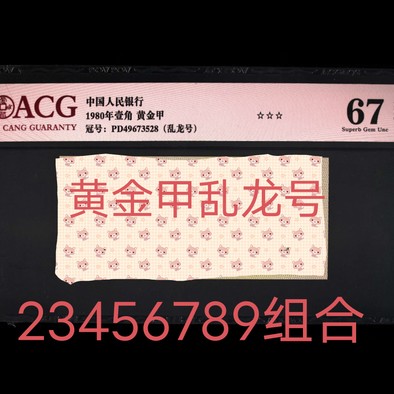 ACG
CANG GUARANTY
中国人民银行
1980年壹角 黄金甲
冠号：PD49673528（乱龙号）
☆☆☆
67
Superb Gem Unc
黄金甲乱龙号
23456789组合